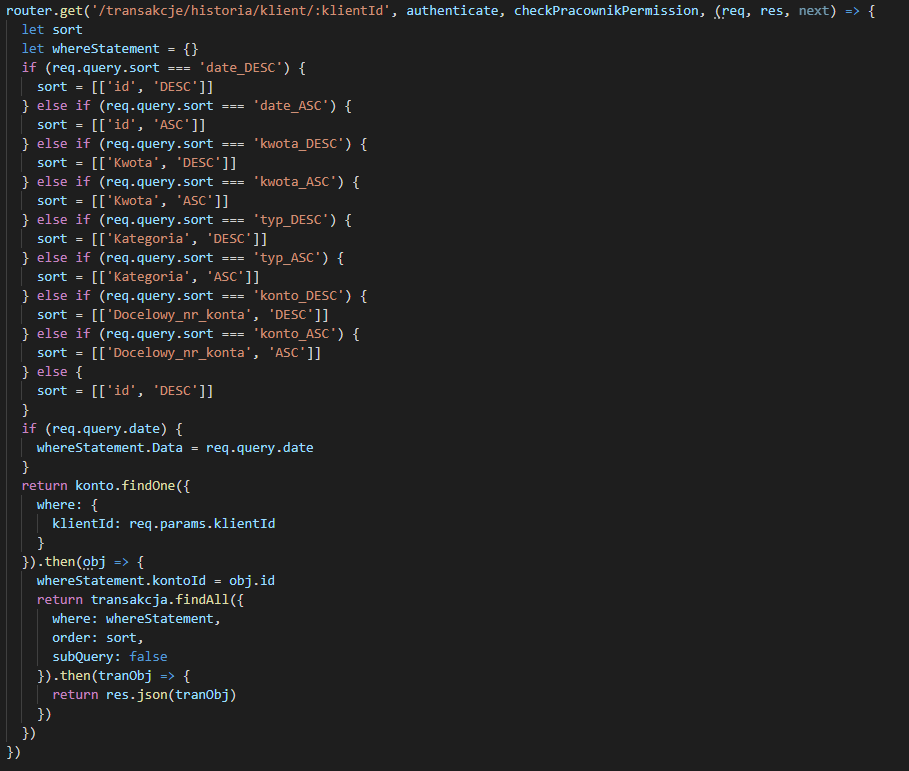 router.get('/transakcje/historia/klient/:klientId', authenticate, checkPracownikPermission, (req, res, next) => {
  let sort
  let whereStatement = {}
  if (req.query.sort === 'date_DESC') {
    sort = [['id', 'DESC']]
  } else if (req.query.sort === 'date_ASC') {
    sort = [['id', 'ASC']]
  } else if (req.query.sort === 'kwota_DESC') {
    sort = [['Kwota', 'DESC']]
  } else if (req.query.sort === 'kwota_ASC') {
    sort = [['Kwota', 'ASC']]
  } else if (req.query.sort === 'typ_DESC') {
    sort = [['Kategoria', 'DESC']]
  } else if (req.query.sort === 'typ_ASC') {
    sort = [['Kategoria', 'ASC']]
  } else if (req.query.sort === 'konto_DESC') {
    sort = [['Docelowy_nr_konta', 'DESC']]
  } else if (req.query.sort === 'konto_ASC') {
    sort = [['Docelowy_nr_konta', 'ASC']]
  } else {
    sort = [['id', 'DESC']]
  }
  if (req.query.date) {
    whereStatement.Data = req.query.date
  }
  return konto.findOne({
    where: {
      klientId: req.params.klientId
    }
  }).then(obj => {
    whereStatement.kontoId = obj.id
    return transakcja.findAll({
      where: whereStatement,
      order: sort,
      subQuery: false
    }).then(tranObj => {
      return res.json(tranObj)
    })
  })
})